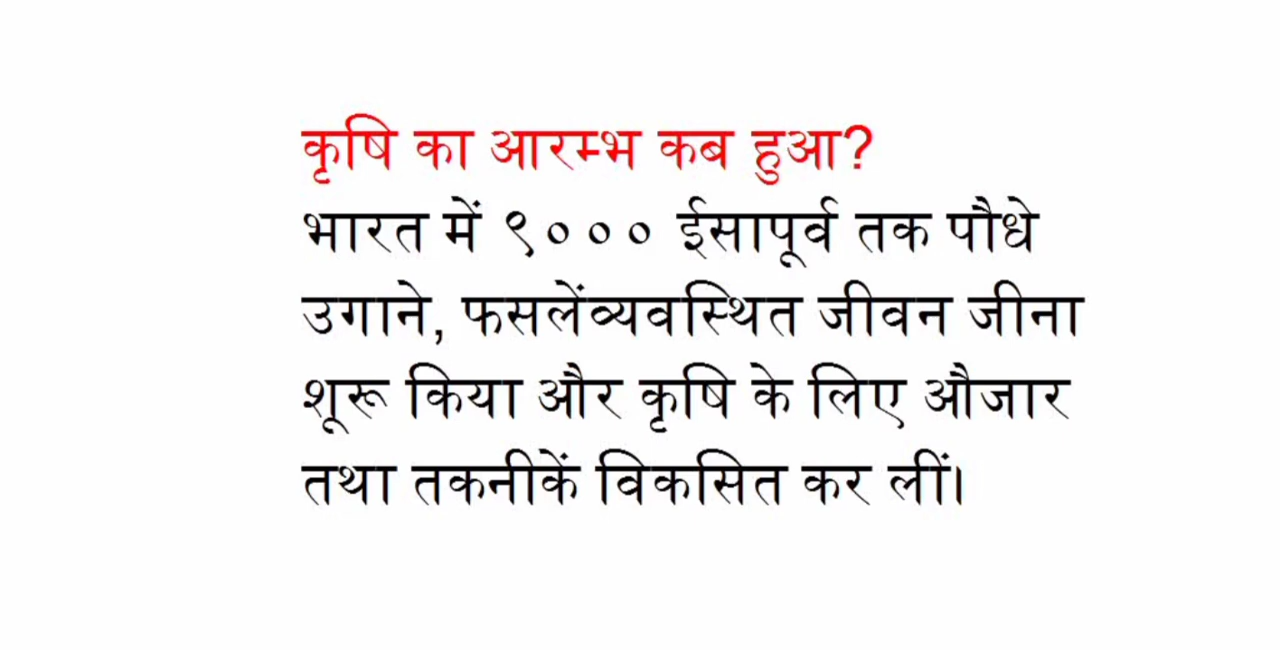 कृषि का आरम्भ कब हुआ?
भारत में ९००० ईसापूर्व तक पौधे
उगाने, फसलेंव्यवस्थित जीवन जीना
शूरू किया और कृषि के लिए औजार
तथा तकनीकें विकसित कर लीं।